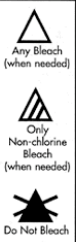 Any Bleach
(when needed)
Only
Non-chlorine
Bleach
(when needed)
Do Not Bleach